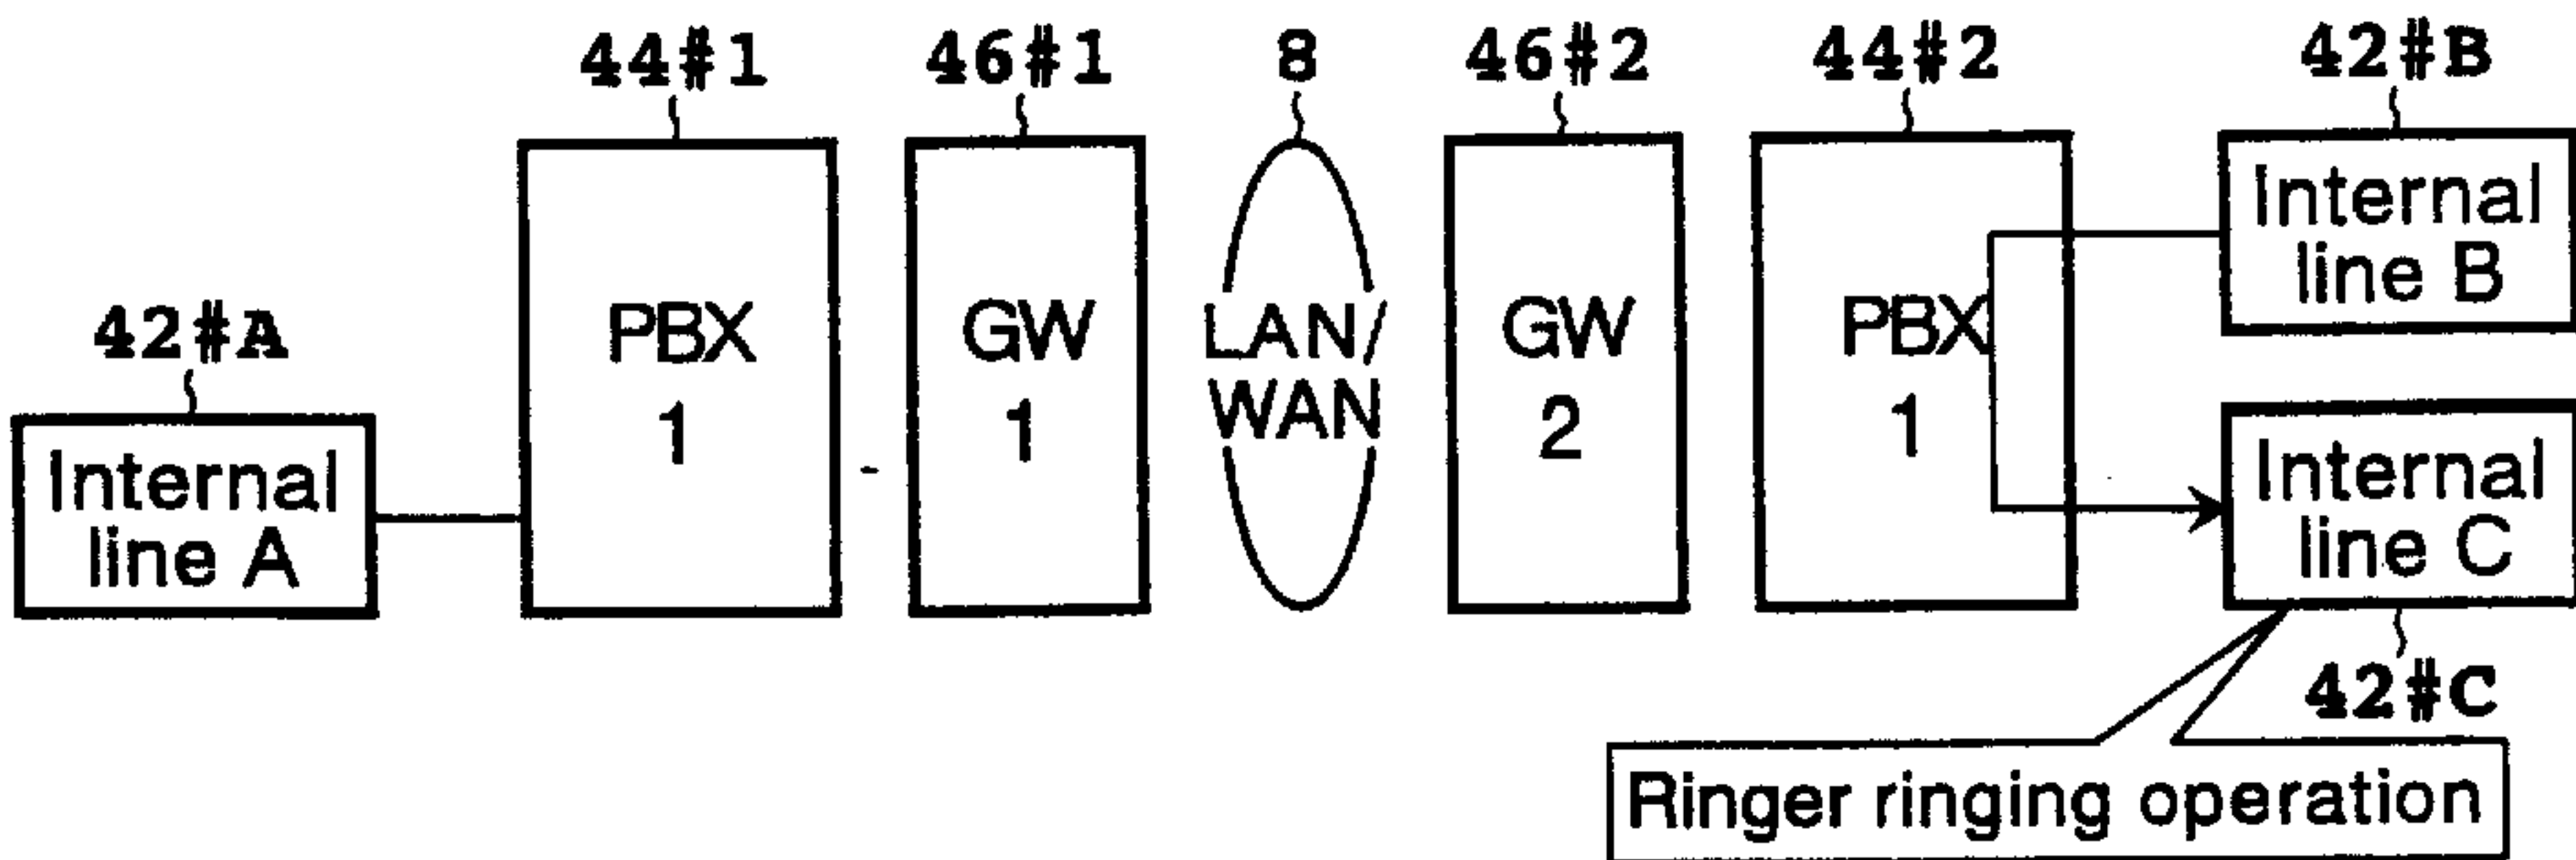 44#1
46#1
8
46#2
44#2
42#B
42#A
Internal
line A
PBX
1
GW
1
LAN/
WAN
GW
2
PBX
1
Internal
line B
Internal
line C
42#C
Ringer ringing operation